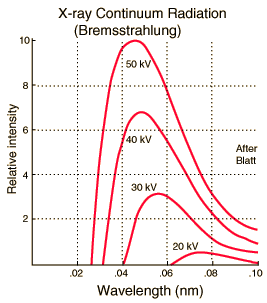 X-ray Continuum Radiation
(Bremsstrahlung)
10
8
6
4
2
Relative intensity
50 kV
40 kV
30 kV
20 kV
After
Blatt
.02 .04 .06 .08 .10
Wavelength (nm)